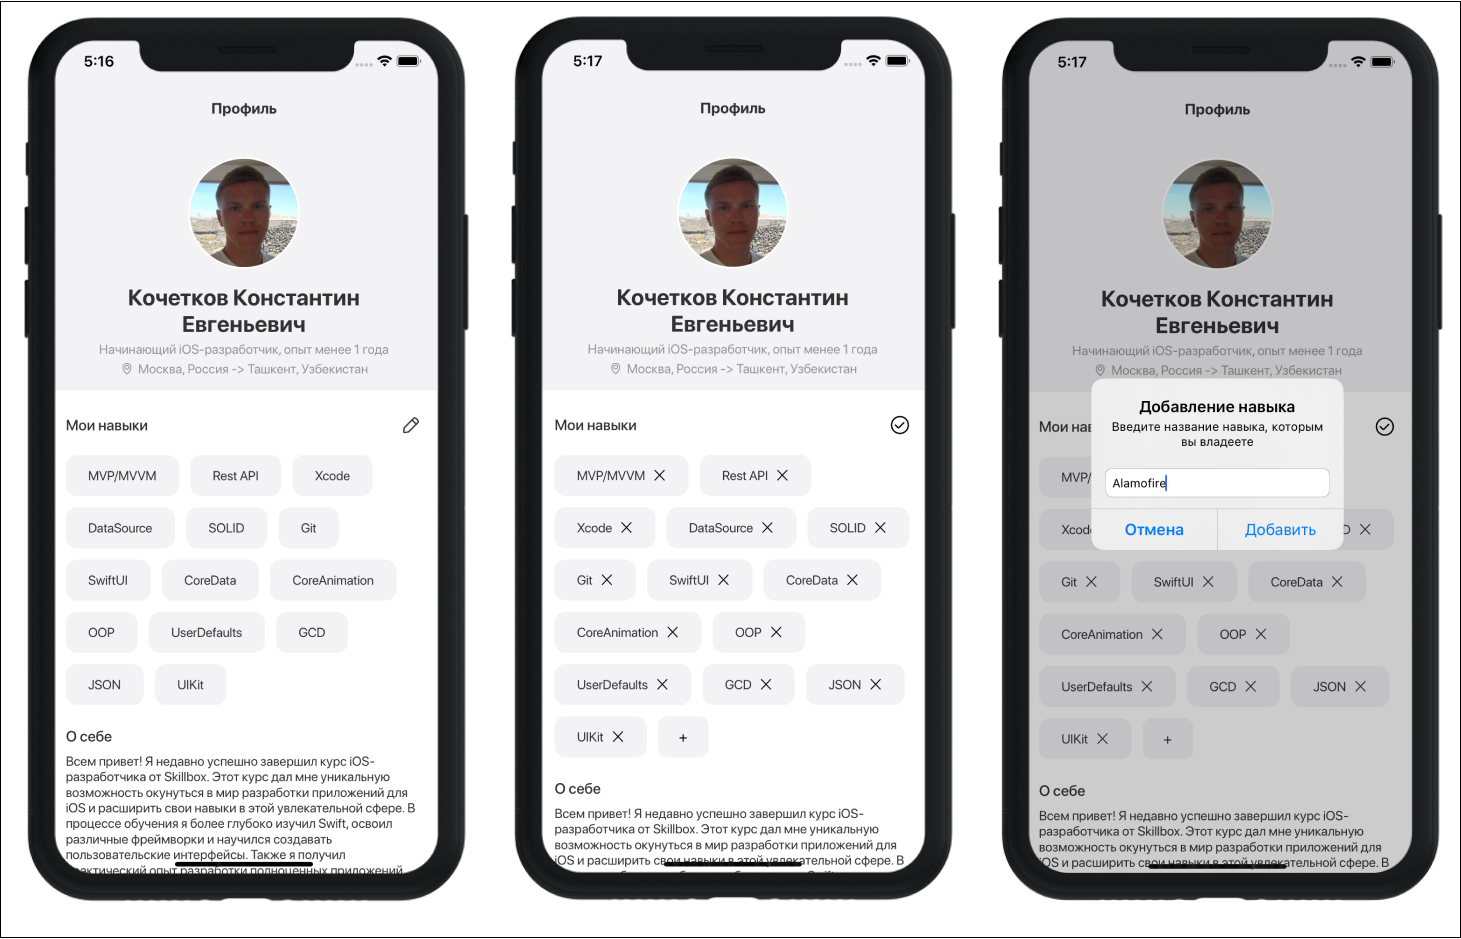 5:16
Профиль
Кочетков Константин
Евгеньевич
Начинающий iOS-разработчик, опыт менее 1 года
Москва, Россия -> Ташкент, Узбекистан
Мои навыки
MVP/MVVM Rest API Xcode
DataSource SOLID Git
SwiftUI CoreData CoreAnimation
OOP UserDefaults GCD
JSON UIKit
О себе
Всем привет! Я недавно успешно завершил курс iOS-
разработчика от Skillbox. Этот курс дал мне уникальную
возможность окунуться в мир разработки приложений для
iOS и расширить свои навыки в этой увлекательной сфере. В
процессе обучения я более глубоко изучил Swift, освоил
различные фреймворки и научился создавать
пользовательские интерфейсы. Также я получил
практический опыт разработки полноценных приложений
5:17
Профиль
Кочетков Константин
Евгеньевич
Начинающий iOS-разработчик, опыт менее 1 года
Москва, Россия -> Ташкент, Узбекистан
Мои навыки
MVP/MVVM Rest API
Xcode DataSource SOLID
Git SwiftUI CoreData
CoreAnimation OOP
UserDefaults GCD JSON
UIKit +
О себе
Всем привет! Я недавно успешно завершил курс iOS-
разработчика от Skillbox. Этот курс дал мне уникальную
возможность окунуться в мир разработки приложений для
iOS и расширить свои навыки в этой увлекательной сфере. В
5:17
Профиль
Кочетков Константин
Евгеньевич
Начинающий iOS-разработчик, опыт менее 1 года
Москва, Россия -> Ташкент, Узбекистан
Мои нав
Добавление навыка
Введите название навыка, которым
вы владеете
Alamofire
Отмена Добавить
MVP/
Xcod D
Git SwiftUI CoreData
CoreAnimation OOP
UserDefaults GCD JSON
UIKit +
О себе
Всем привет! Я недавно успешно завершил курс iOS-
разработчика от Skillbox. Этот курс дал мне уникальную
возможность окунуться в мир разработки приложений для
iOS и расширить свои навыки в этой увлекательной сфере. В